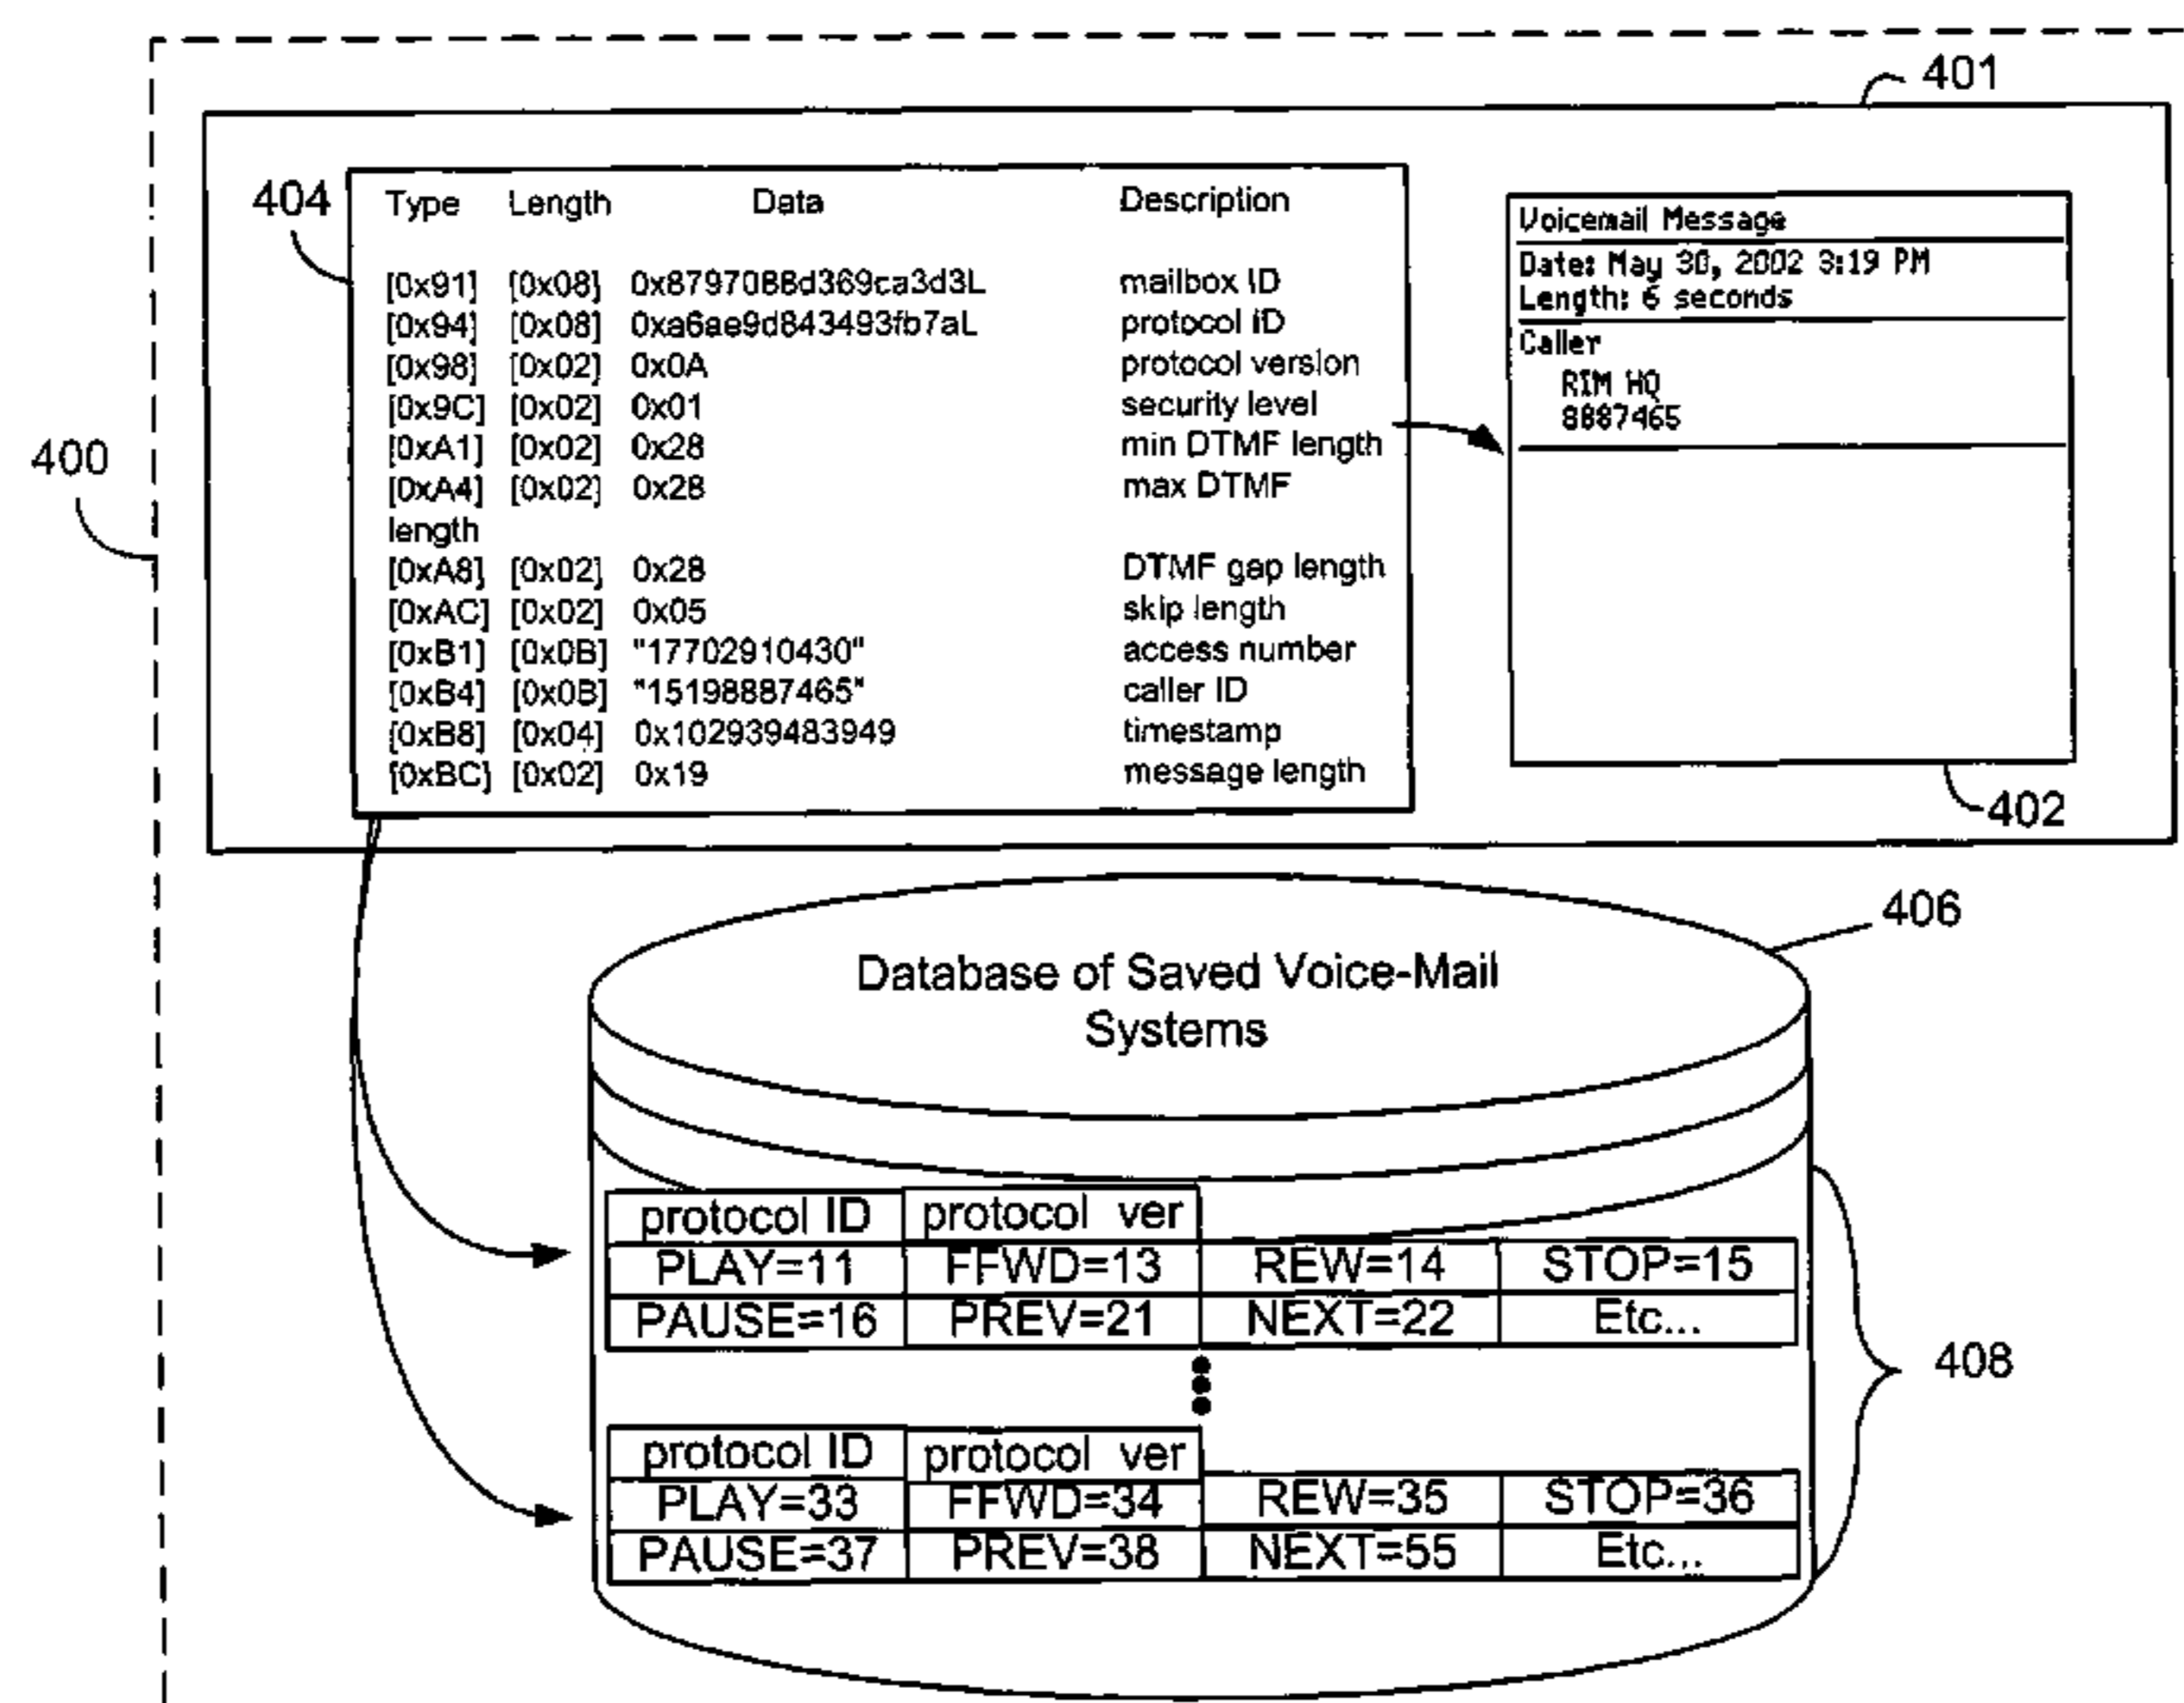 401
404
Type Length Data Description
[0x91] [0x08] 0x8797088d369ca3d3L mailbox ID
[0x94] [0x08] 0xa6ae9d843493fb7aL protocol ID
[0x98] [0x02] 0x0A protocol version
[0x9C] [0x02] 0x01 security level
[0xA1] [0x02] 0x28 min DTMF length
[0xA4] [0x02] 0x28 max DTMF
length
[0xA8] [0x02] 0x28 DTMF gap length
[0xAC] [0x02] 0x05 skip length
[0xB1] [0x0B] "17702910430" access number
[0xB4] [0x0B] "15198887465" caller ID
[0xB8] [0x04] 0x102939483949 timestamp
[0xBC] [0x02] 0x19 message length
Voicemail Message
Date: May 30, 2002 3:19 PM
Length: 6 seconds
Caller
RIM HQ
8887465
400
402
406
Database of Saved Voice-Mail
Systems
protocol ID protocol ver
PLAY=11 FFWD=13 REW=14 STOP=15
PAUSE=16 PREV=21 NEXT=22 Etc...
408
protocol ID protocol ver
PLAY=33 FFWD=34 REW=35 STOP=36
PAUSE=37 PREV=38 NEXT=55 Etc...